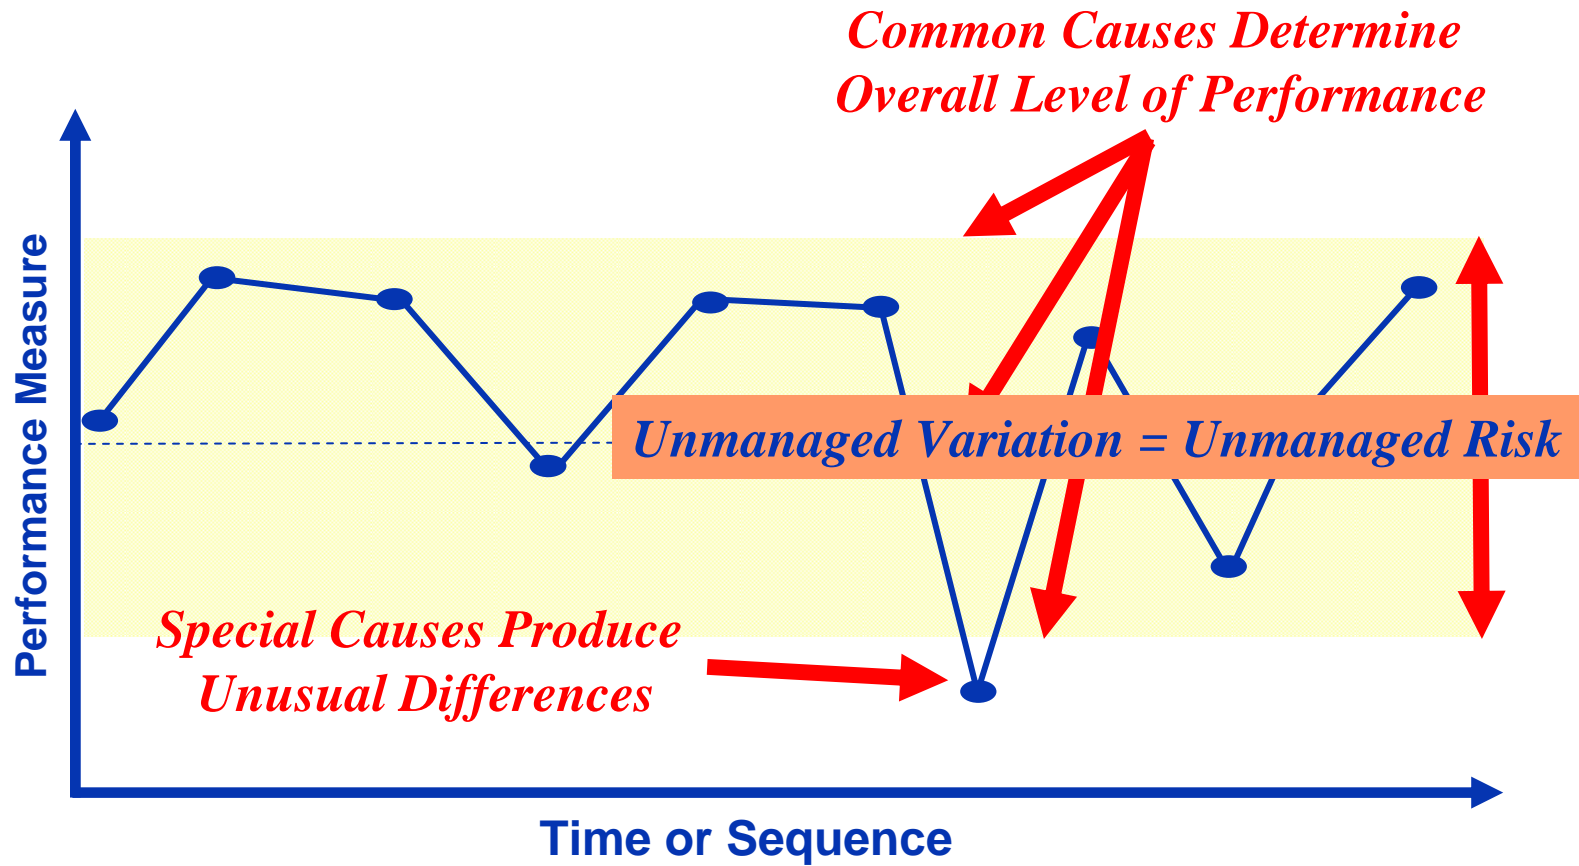 Common Causes Determine
Overall Level of Performance
Performance Measure
Unmanaged Variation = Unmanaged Risk
Special Causes Produce
Unusual Differences
Time or Sequence